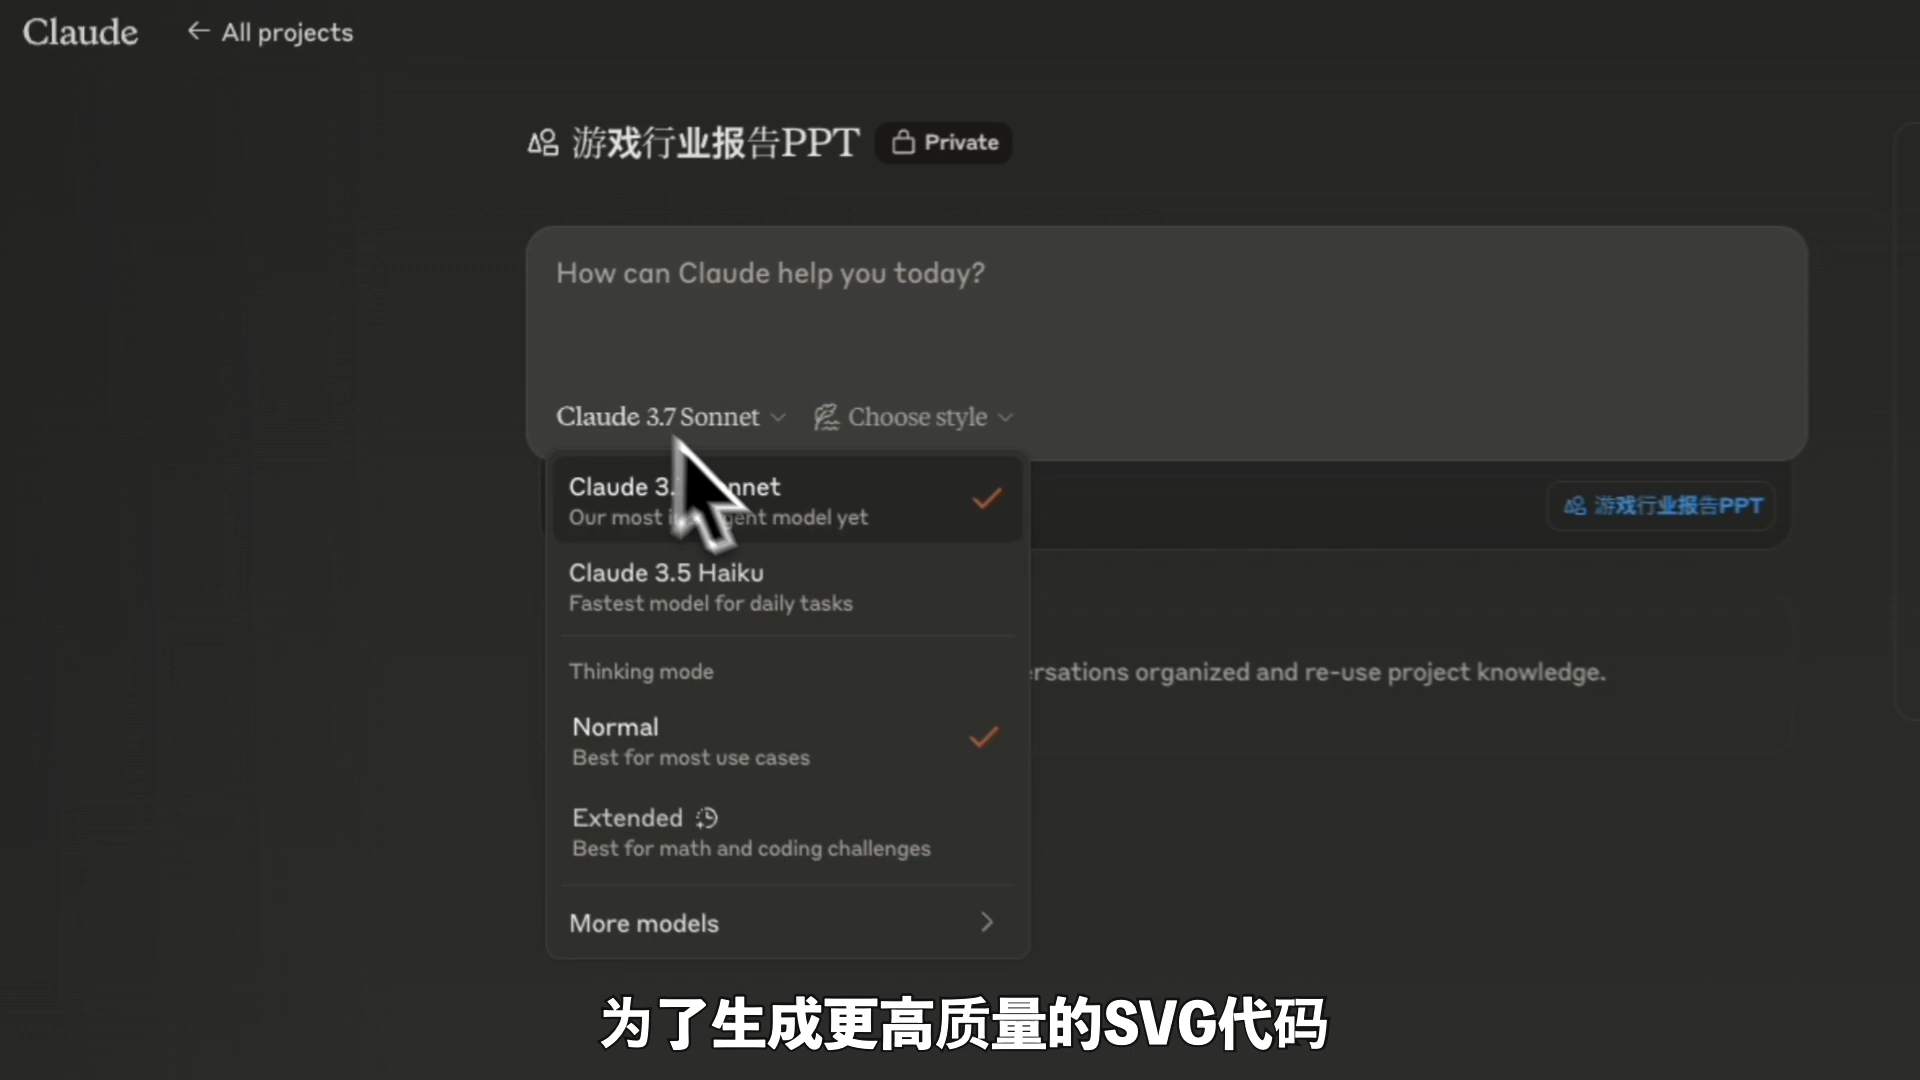 Claude
← All projects
游戏行业报告PPT
Private
How can Claude help you today?
Claude 3.7 Sonnet
Choose style
Claude 3.
Our most
model yet
游戏行业报告PPT
Claude 3.5 Haiku
Fastest model for daily tasks
Thinking mode
organized and re-use project knowledge.
Normal
Best for most use cases
Extended
Best for math and coding challenges
More models
为了生成更高质量的SVG代码